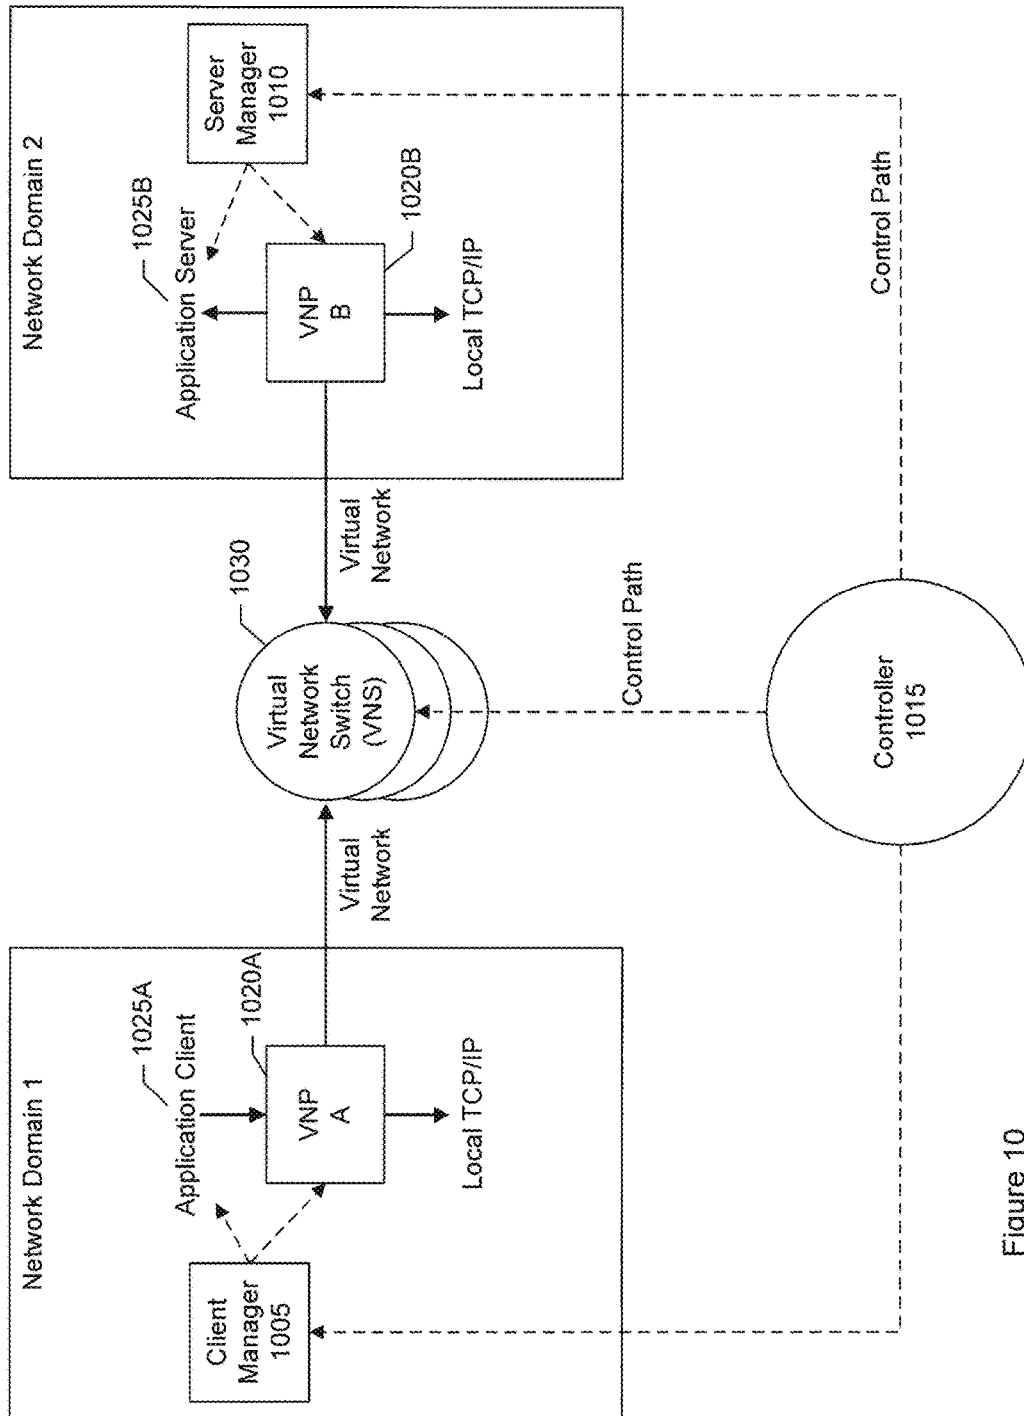 Network Domain 1
1025A
Application Client
1020A
VNP
A
Local TCP/IP
Client
Manager
1005
Virtual
Network
1030
Virtual
Network
Switch
(VNS)
Virtual
Network
Network Domain 2
1025B
Application Server
Server
Manager
1010
VNP
B
1020B
Local TCP/IP
Control Path
Control Path
Controller
1015
Figure 10